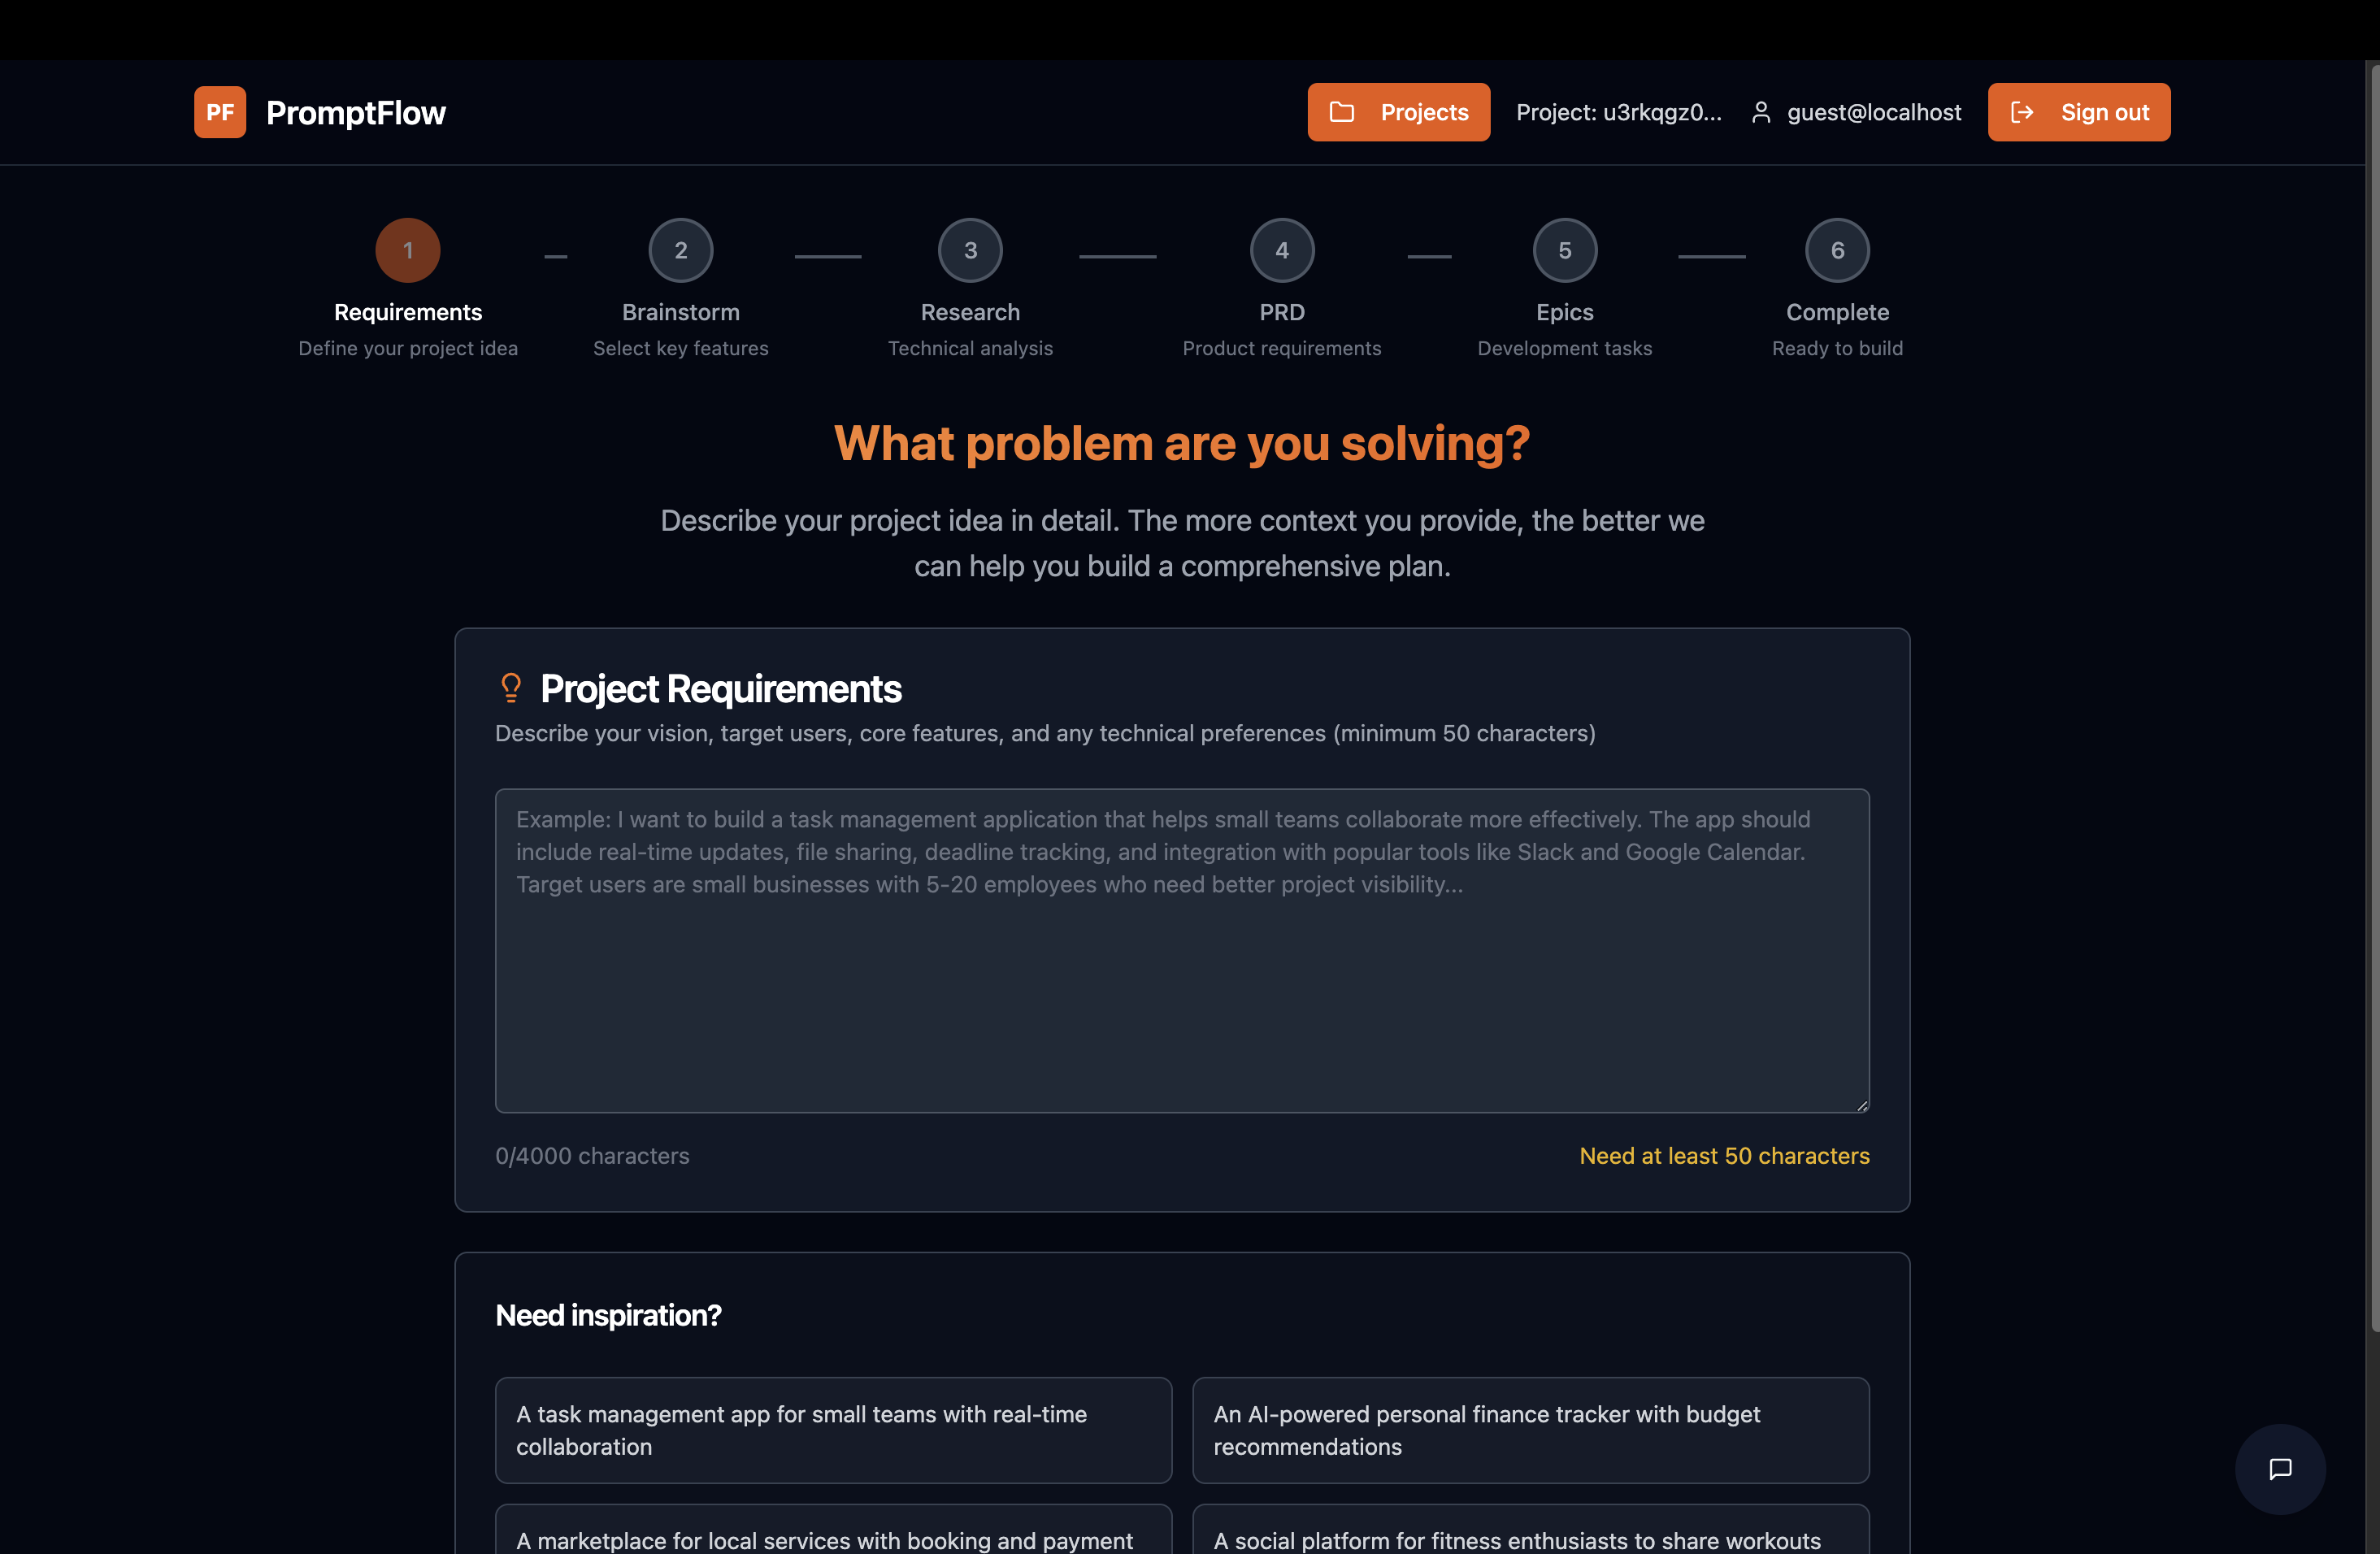 PF PromptFlow
Projects
Project: u3rkqgz0...
guest@localhost
Sign out
1
Requirements
Define your project idea
2
Brainstorm
Select key features
3
Research
Technical analysis
4
PRD
Product requirements
5
Epics
Development tasks
6
Complete
Ready to build
What problem are you solving?
Describe your project idea in detail. The more context you provide, the better we
can help you build a comprehensive plan.
Project Requirements
Describe your vision, target users, core features, and any technical preferences (minimum 50 characters)
Example: I want to build a task management application that helps small teams collaborate more effectively. The app should
include real-time updates, file sharing, deadline tracking, and integration with popular tools like Slack and Google Calendar.
Target users are small businesses with 5-20 employees who need better project visibility...
0/4000 characters
Need at least 50 characters
Need inspiration?
A task management app for small teams with real-time
collaboration
An AI-powered personal finance tracker with budget
recommendations
A marketplace for local services with booking and payment
A social platform for fitness enthusiasts to share workouts